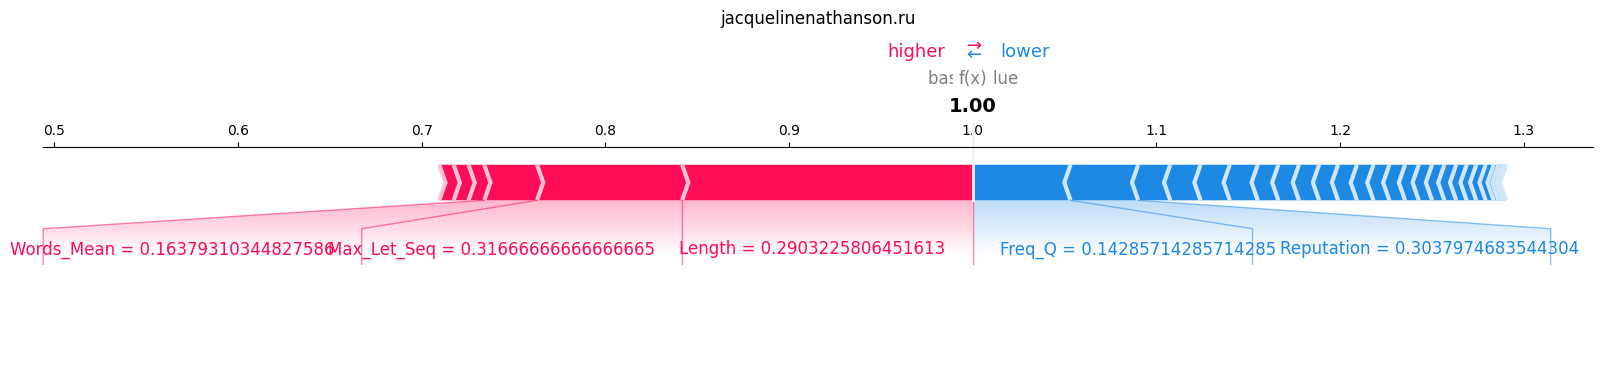 jacquelinenathanson.ru
higher ⇄ lower
bas f(x) lue
1.00
0.5 0.6 0.7 0.8 0.9 1.0 1.1 1.2 1.3
Words_Mean = 0.16379310344827586 Max_Let_Seq = 0.31666666666666665 Length = 0.2903225806451613 Freq_Q = 0.14285714285714285 Reputation = 0.3037974683544304